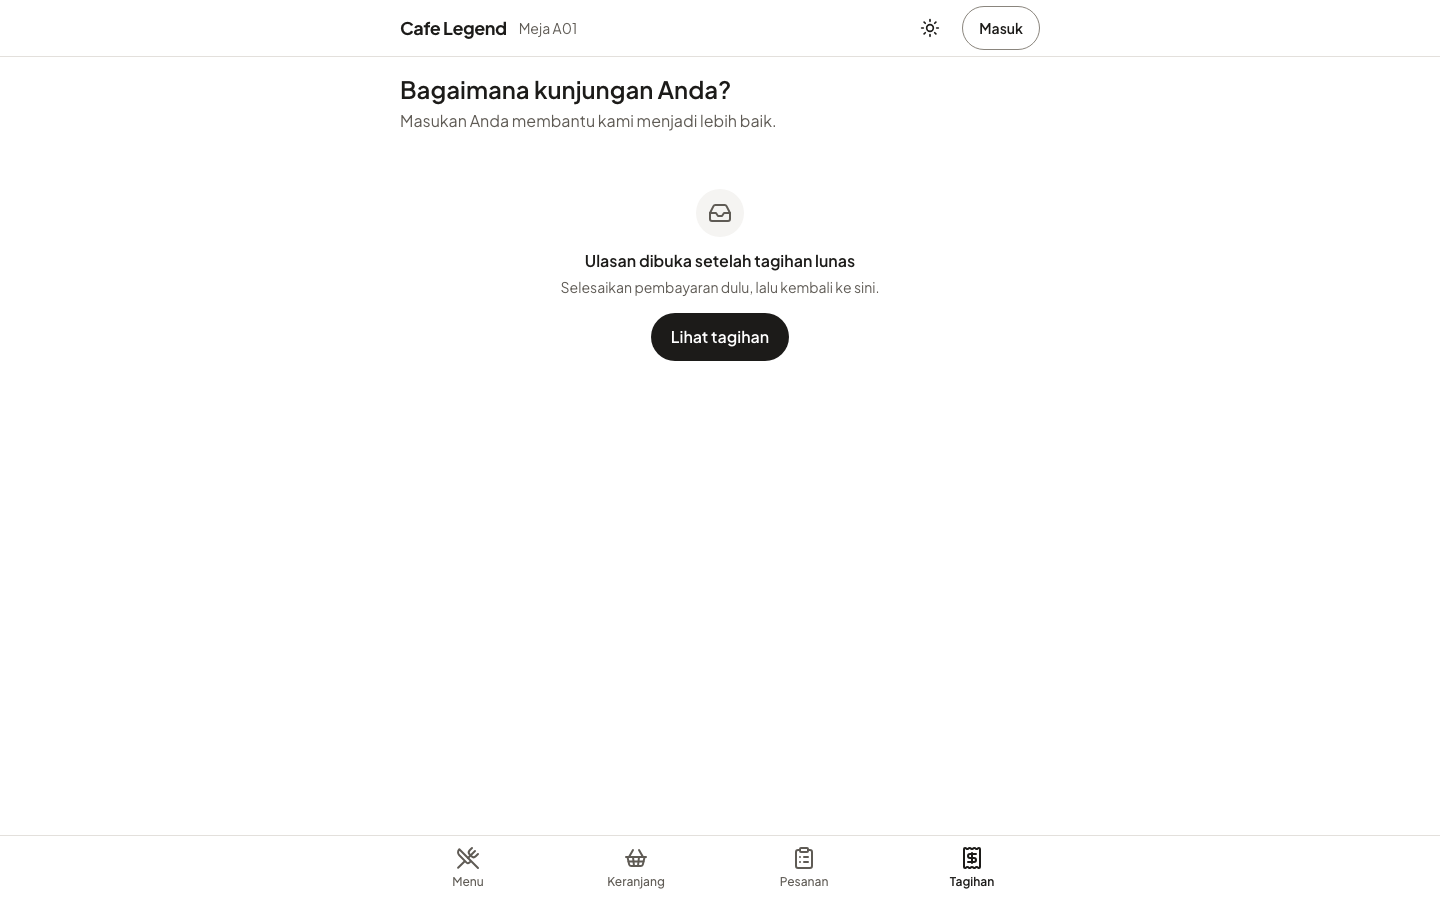 Cafe Legend Meja A01 Masuk
Bagaimana kunjungan Anda?
Masukan Anda membantu kami menjadi lebih baik.
Ulasan dibuka setelah tagihan lunas
Selesaikan pembayaran dulu, lalu kembali ke sini.
Lihat tagihan
Menu Keranjang Pesanan Tagihan